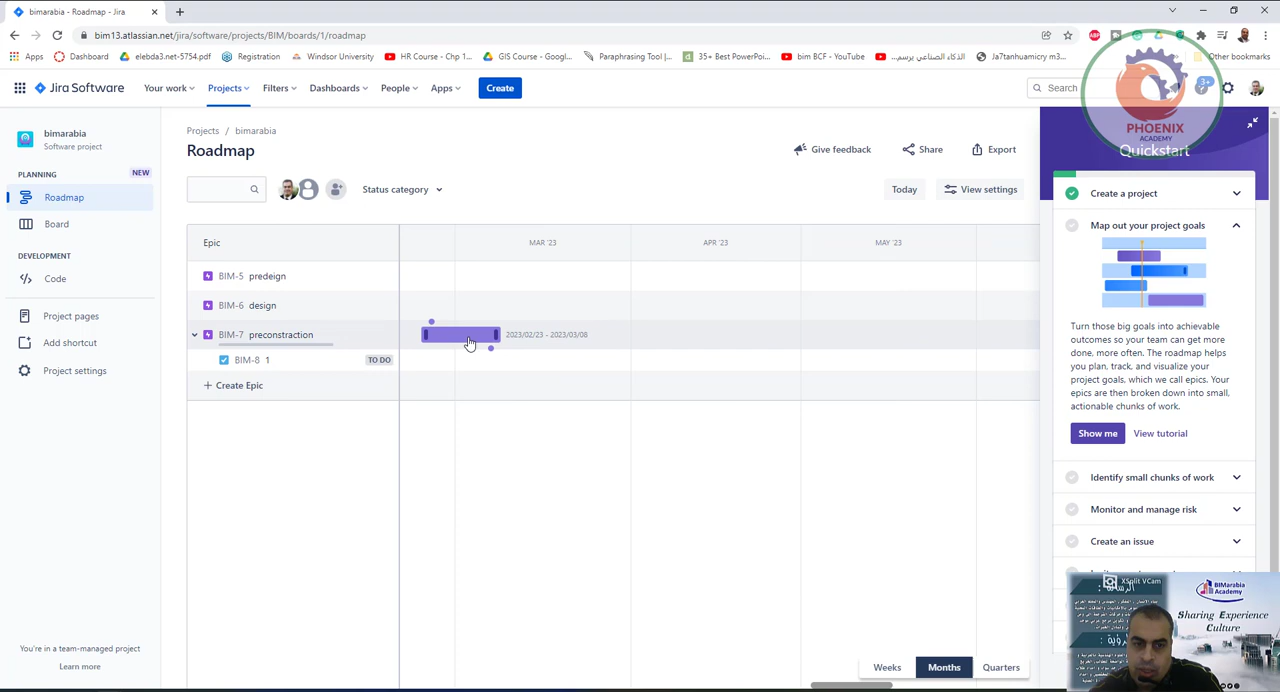 bimarabia - Roadmap - Jira
bim13.atlassian.net/jira/software/projects/BIM/boards/1/roadmap
Apps Dashboard elebda3.net-5754.pdf Registration Windsor University HR Course - Chp 1... GIS.Course - Googl... Paraphrasing Tool |... 35+ Best PowerPoi... bim BCF - YouTube الذكاء الصناعي يرسم... Ja7tanhuamicry m3... Other bookmarks
Jira Software Your work Projects Filters Dashboards People Apps Create Search 3+
PHOENIX
ACADEMY
bimarabia
Software project
PLANNING NEW
Roadmap
Board
DEVELOPMENT
Code
Project pages
Add shortcut
Project settings
You're in a team-managed project
Learn more
Projects / bimarabia
Roadmap
Give feedback Share Export
Status category Today View settings
Epic MAR '23 APR '23 MAY '23
BIM-5 predeign
BIM-6 design
BIM-7 preconstraction 2023/02/23 - 2023/03/08
BIM-8 1 TO DO
+ Create Epic
Weeks Months Quarters
Quickstart
Create a project
Map out your project goals
Turn those big goals into achievable
outcomes so your team can get more
done, more often. The roadmap helps
you plan, track, and visualize your
project goals, which we call epics. Your
epics are then broken down into small,
actionable chunks of work.
Show me View tutorial
Identify small chunks of work
Monitor and manage risk
Create an issue
XSplit VCam
الرسالة :
BIMarabia
Academy
Sharing Experience
Culture